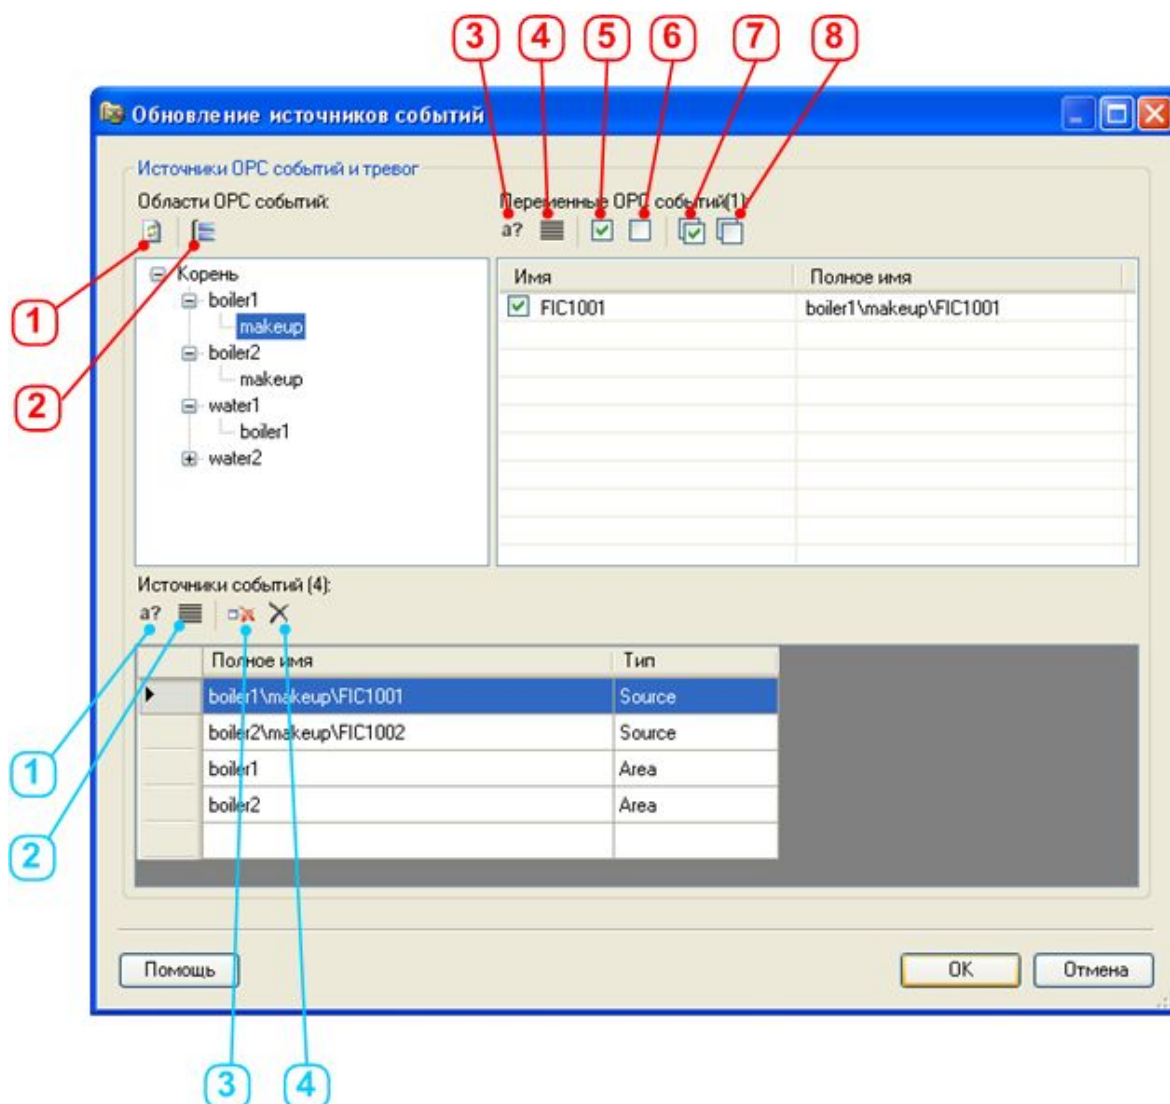 3 4 5 6 7 8
Обновление источников событий
Источники OPC событий и тревог
Области OPC событий:
Переменные OPC событий(1):
a?
1
2
Корень
boiler1
makeup
boiler2
makeup
water1
boiler1
water2
Имя Полное имя
FIC1001 boiler1\makeup\FIC1001
Источники событий (4):
a?
Полное имя Тип
boiler1\makeup\FIC1001 Source
boiler2\makeup\FIC1002 Source
boiler1 Area
boiler2 Area
1
2
Помощь OK Отмена
3 4